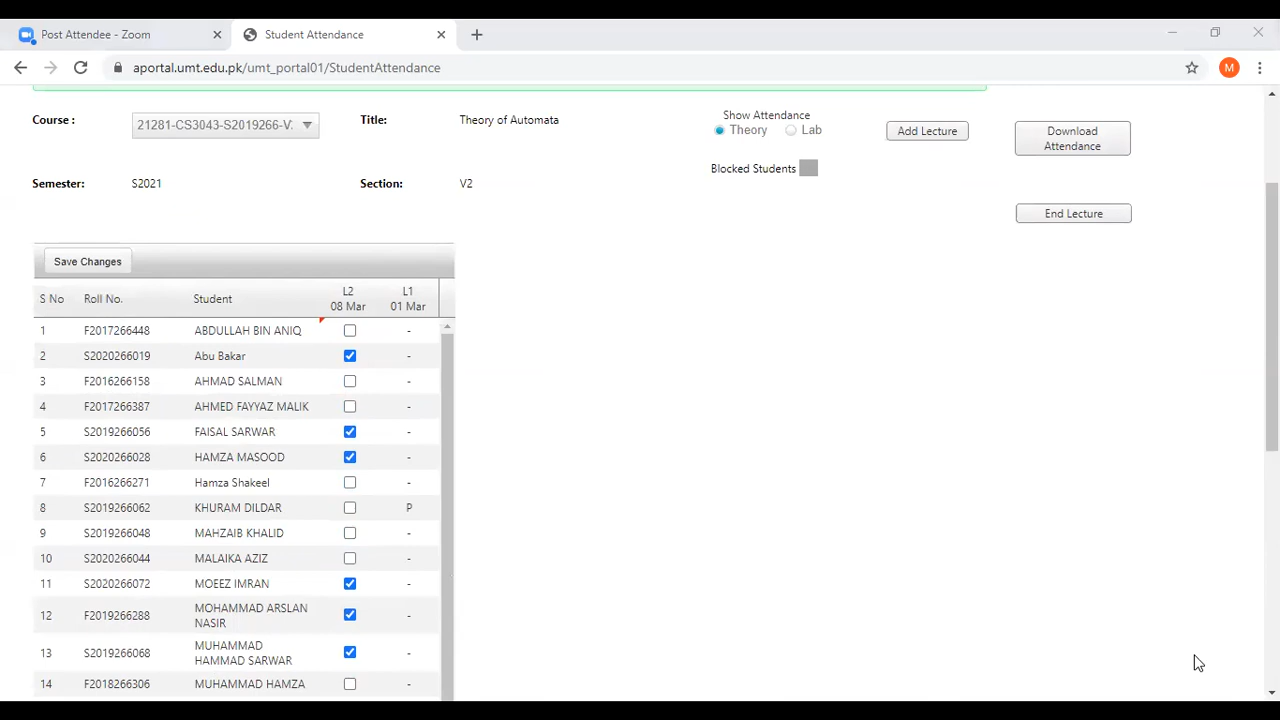 Post Attendee - Zoom
Student Attendance
aportal.umt.edu.pk/umt_portal01/StudentAttendance
M
Course :
21281-CS3043-S2019266-V:
Title:
Theory of Automata
Show Attendance
Theory
Lab
Add Lecture
Download
Attendance
Blocked Students
Semester:
S2021
Section:
V2
End Lecture
Save Changes
S No Roll No. Student L2 08 Mar L1 01 Mar
1 F2017266448 ABDULLAH BIN ANIQ -
2 S2020266019 Abu Bakar -
3 F2016266158 AHMAD SALMAN -
4 F2017266387 AHMED FAYYAZ MALIK -
5 S2019266056 FAISAL SARWAR -
6 S2020266028 HAMZA MASOOD -
7 F2016266271 Hamza Shakeel -
8 S2019266062 KHURAM DILDAR P
9 S2019266048 MAHZAIB KHALID -
10 S2020266044 MALAIKA AZIZ -
11 S2020266072 MOEEZ IMRAN -
12 F2019266288 MOHAMMAD ARSLAN NASIR -
13 S2019266068 MUHAMMAD HAMMAD SARWAR -
14 F2018266306 MUHAMMAD HAMZA -